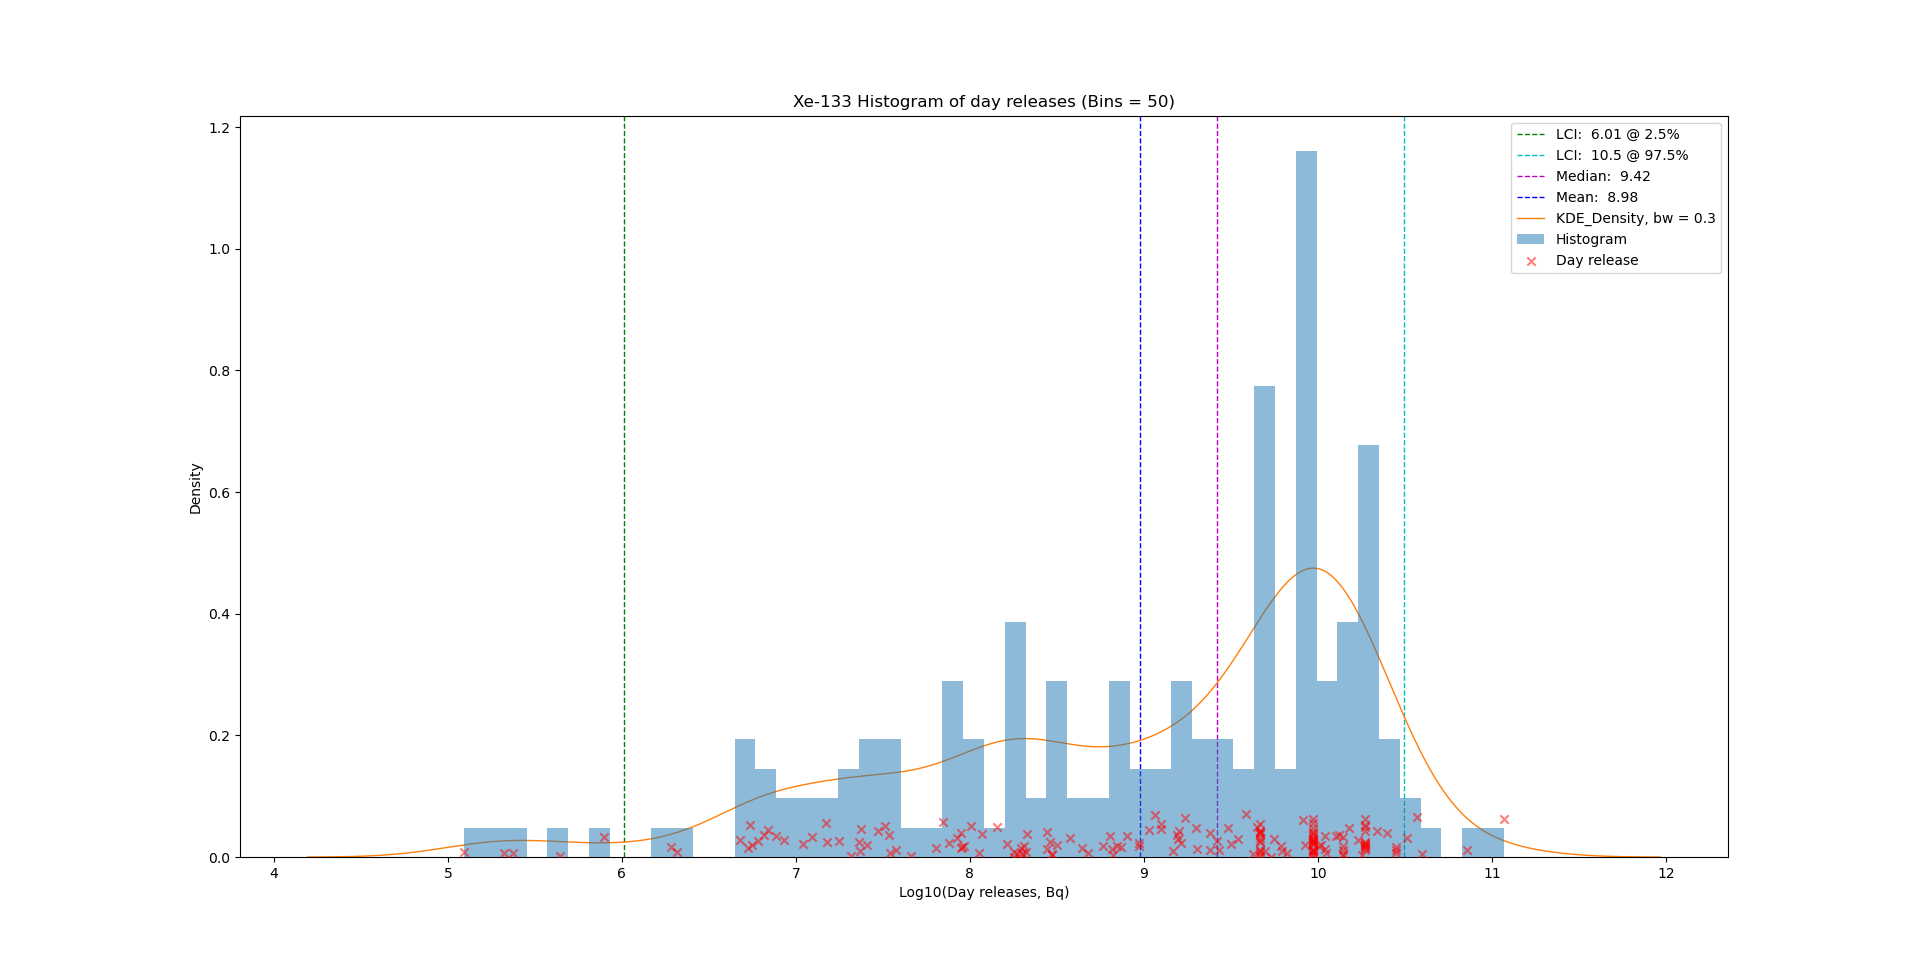 Xe-133 Histogram of day releases (Bins = 50)
LCI:  6.01 @ 2.5%
LCI:  10.5 @ 97.5%
Median:  9.42
Mean:  8.98
KDE_Density, bw = 0.3
Histogram
Day release
1.2
1.0
0.8
0.6
0.4
0.2
0.0
Density
4 5 6 7 8 9 10 11 12
Log10(Day releases, Bq)